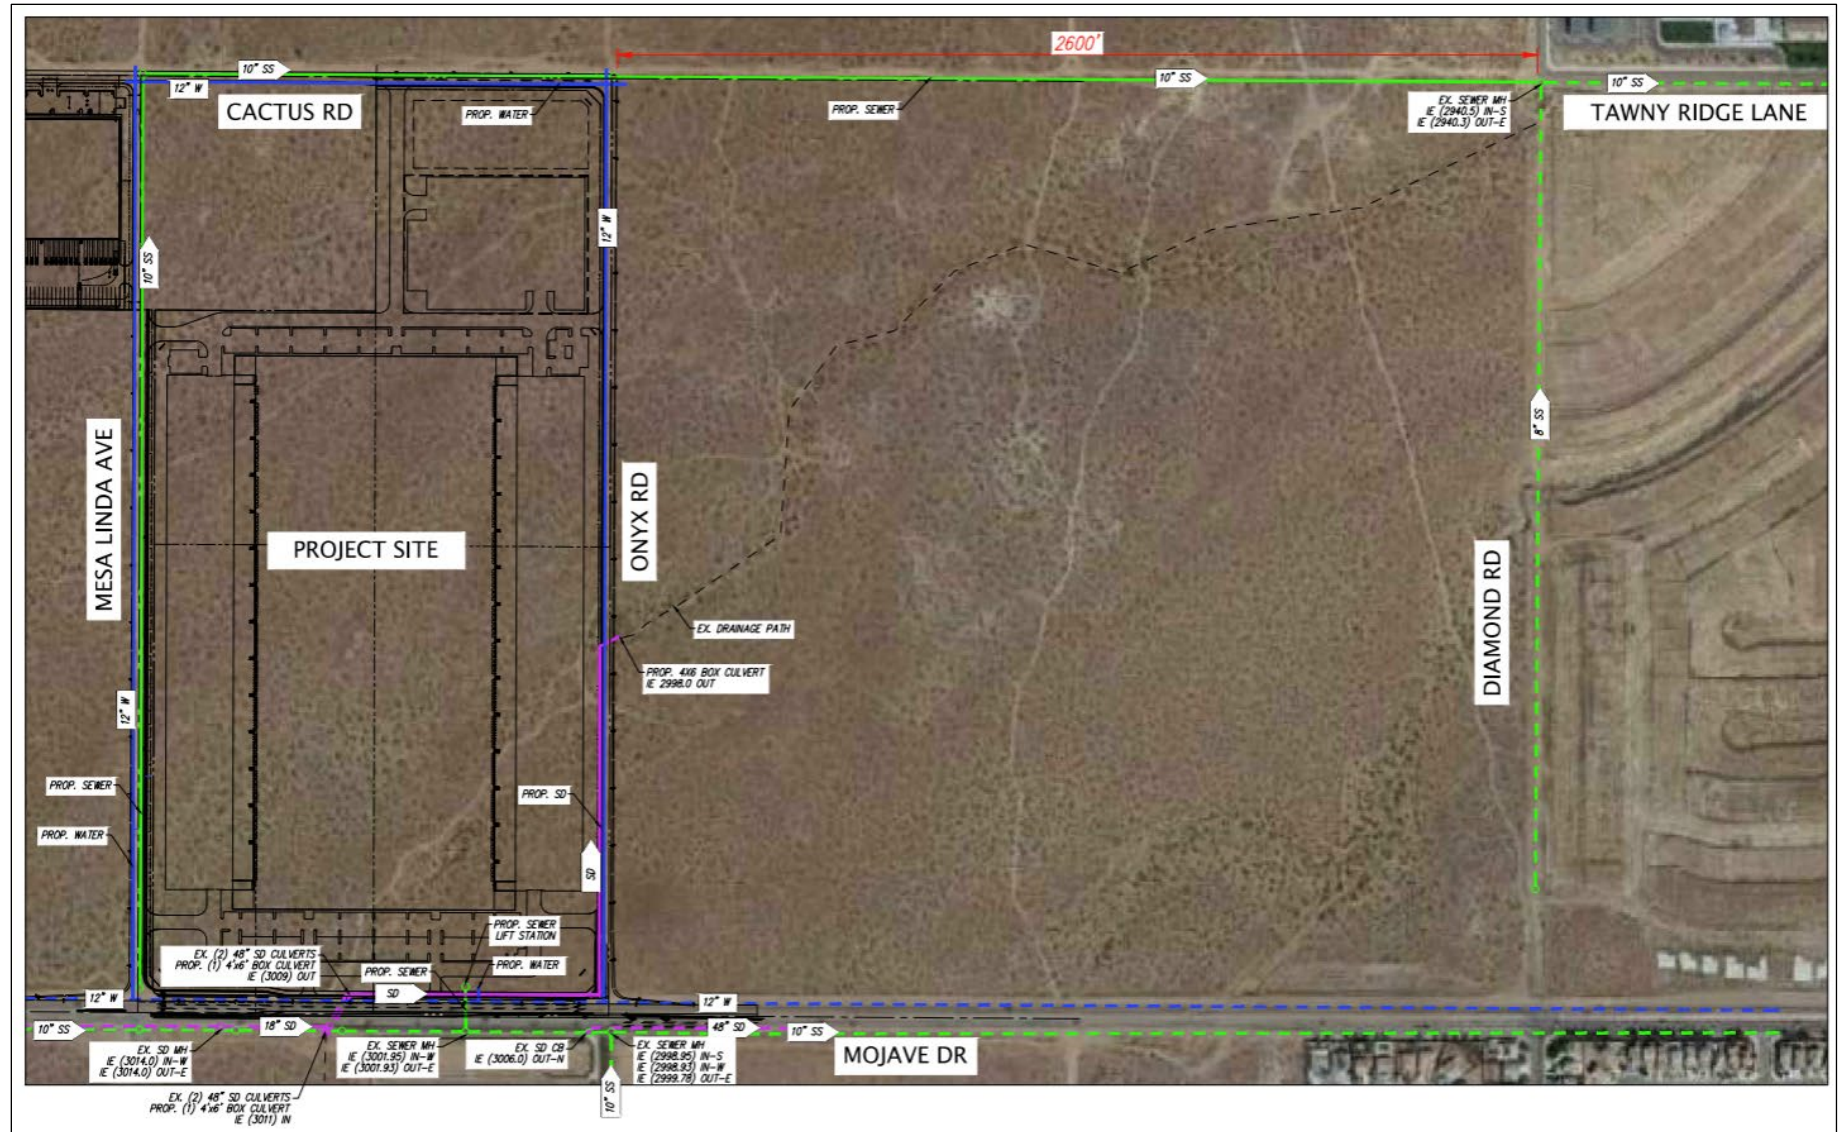 2600'
10" SS
10" SS
10" SS
12" W
CACTUS RD
PROP. WATER
PROP. SEWER
EX. SEWER MH
IE (2940.5) IN-S
IE (2940.3) OUT-E
TAWNY RIDGE LANE
10" SS
12" W
8" SS
MESA LINDA AVE
PROJECT SITE
ONYX RD
DIAMOND RD
EX. DRAINAGE PATH
PROP. 4X6 BOX CULVERT
IE 2998.0 OUT
12" W
PROP. SEWER
PROP. SD
PROP. WATER
SD
PROP. SEWER
LIFT STATION
EX. (2) 48" SD CULVERTS
PROP. (1) 4'x6' BOX CULVERT
IE (3009) OUT
PROP. SEWER
PROP. WATER
SD
12" W
12" W
10" SS
18" SD
48" SD
10" SS
MOJAVE DR
EX. SD MH
IE (3014.0) IN-W
IE (3014.0) OUT-E
EX. SEWER MH
IE (3001.95) IN-W
IE (3001.93) OUT-E
EX. SD CB
IE (3006.0) OUT-N
EX. SEWER MH
IE (2998.95) IN-S
IE (2998.93) IN-W
IE (2999.78) OUT-E
10" SS
EX. (2) 48" SD CULVERTS
PROP. (1) 4'x6' BOX CULVERT
IE (3011) IN